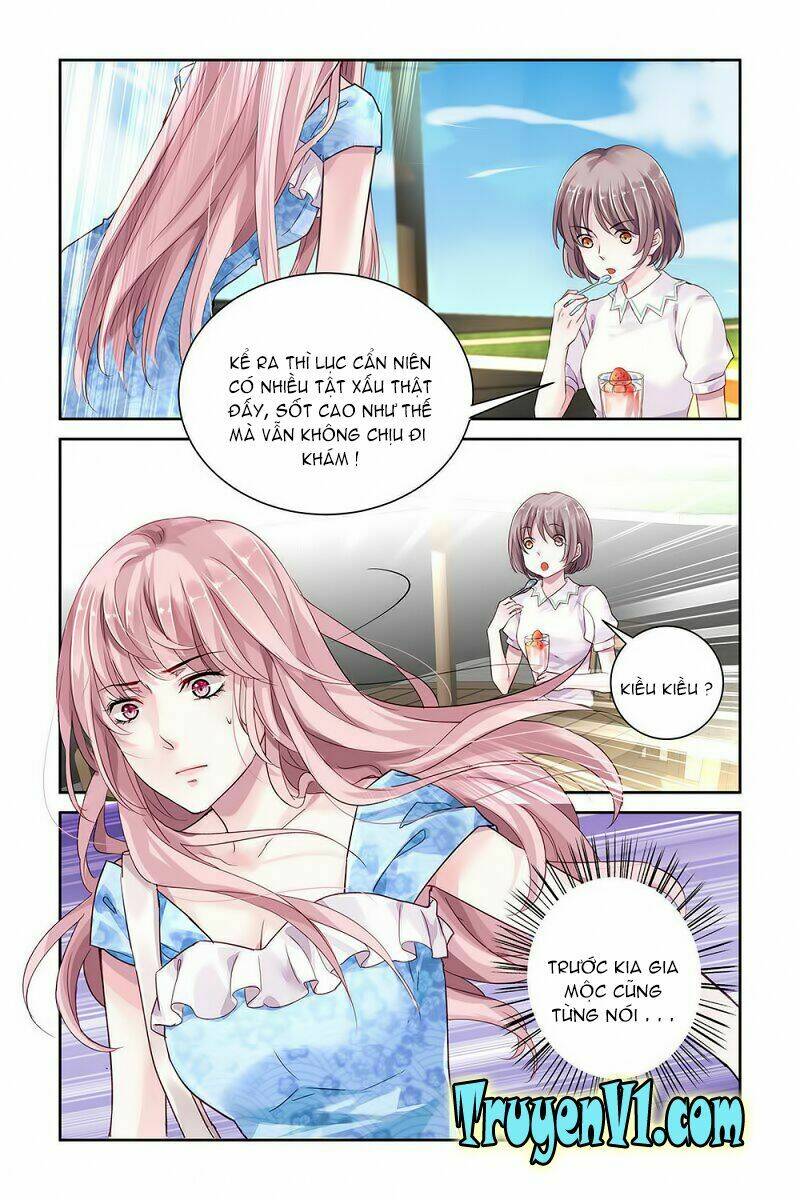 KỂ RA THÌ LỤC CẨN NIÊN
CÓ NHIỀU TẬT XẤU THẬT
ĐẤY, SỐT CAO NHƯ THẾ
MÀ VẪN KHÔNG CHỊU ĐI
KHÁM !
KIỀU KIỀU ?
TRƯỚC KIA GIA
MỘC CŨNG
TỪNG NÓI . . .
TruyenV1.com